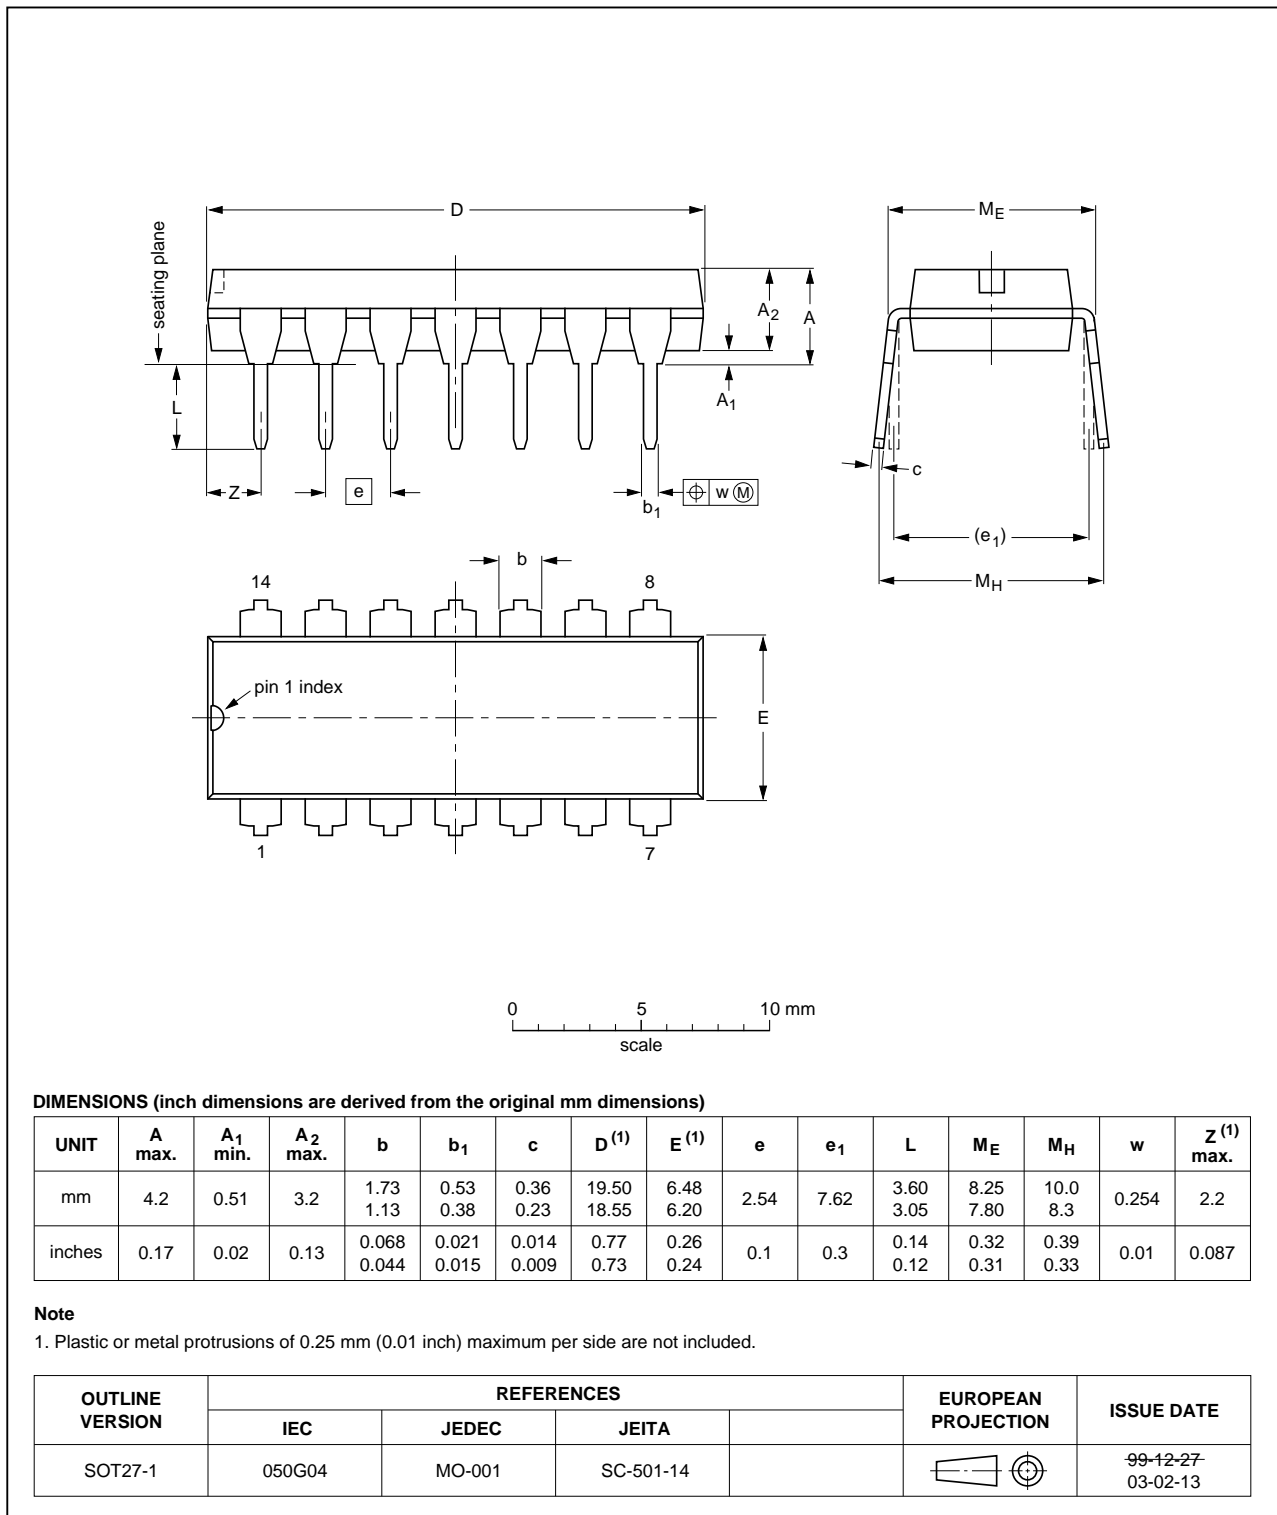 D
M_E
seating plane
A_2
A
A_1
L
Z
e
b_1
w M
c
(e_1)
M_H
b
14
8
pin 1 index
E
1
7
0 5 10 mm
scale
DIMENSIONS (inch dimensions are derived from the original mm dimensions)
UNIT A max. A_1 min. A_2 max. b b_1 c D(1) E(1) e e_1 L M_E M_H w Z(1) max.
mm 4.2 0.51 3.2 1.73 1.13 0.53 0.38 0.36 0.23 19.50 18.55 6.48 6.20 2.54 7.62 3.60 3.05 8.25 7.80 10.0 8.3 0.254 2.2
inches 0.17 0.02 0.13 0.068 0.044 0.021 0.015 0.014 0.009 0.77 0.73 0.26 0.24 0.1 0.3 0.14 0.12 0.32 0.31 0.39 0.33 0.01 0.087
Note
1. Plastic or metal protrusions of 0.25 mm (0.01 inch) maximum per side are not included.
OUTLINE VERSION REFERENCES EUROPEAN PROJECTION ISSUE DATE
IEC JEDEC JEITA
SOT27-1 050G04 MO-001 SC-501-14 99-12-27
03-02-13